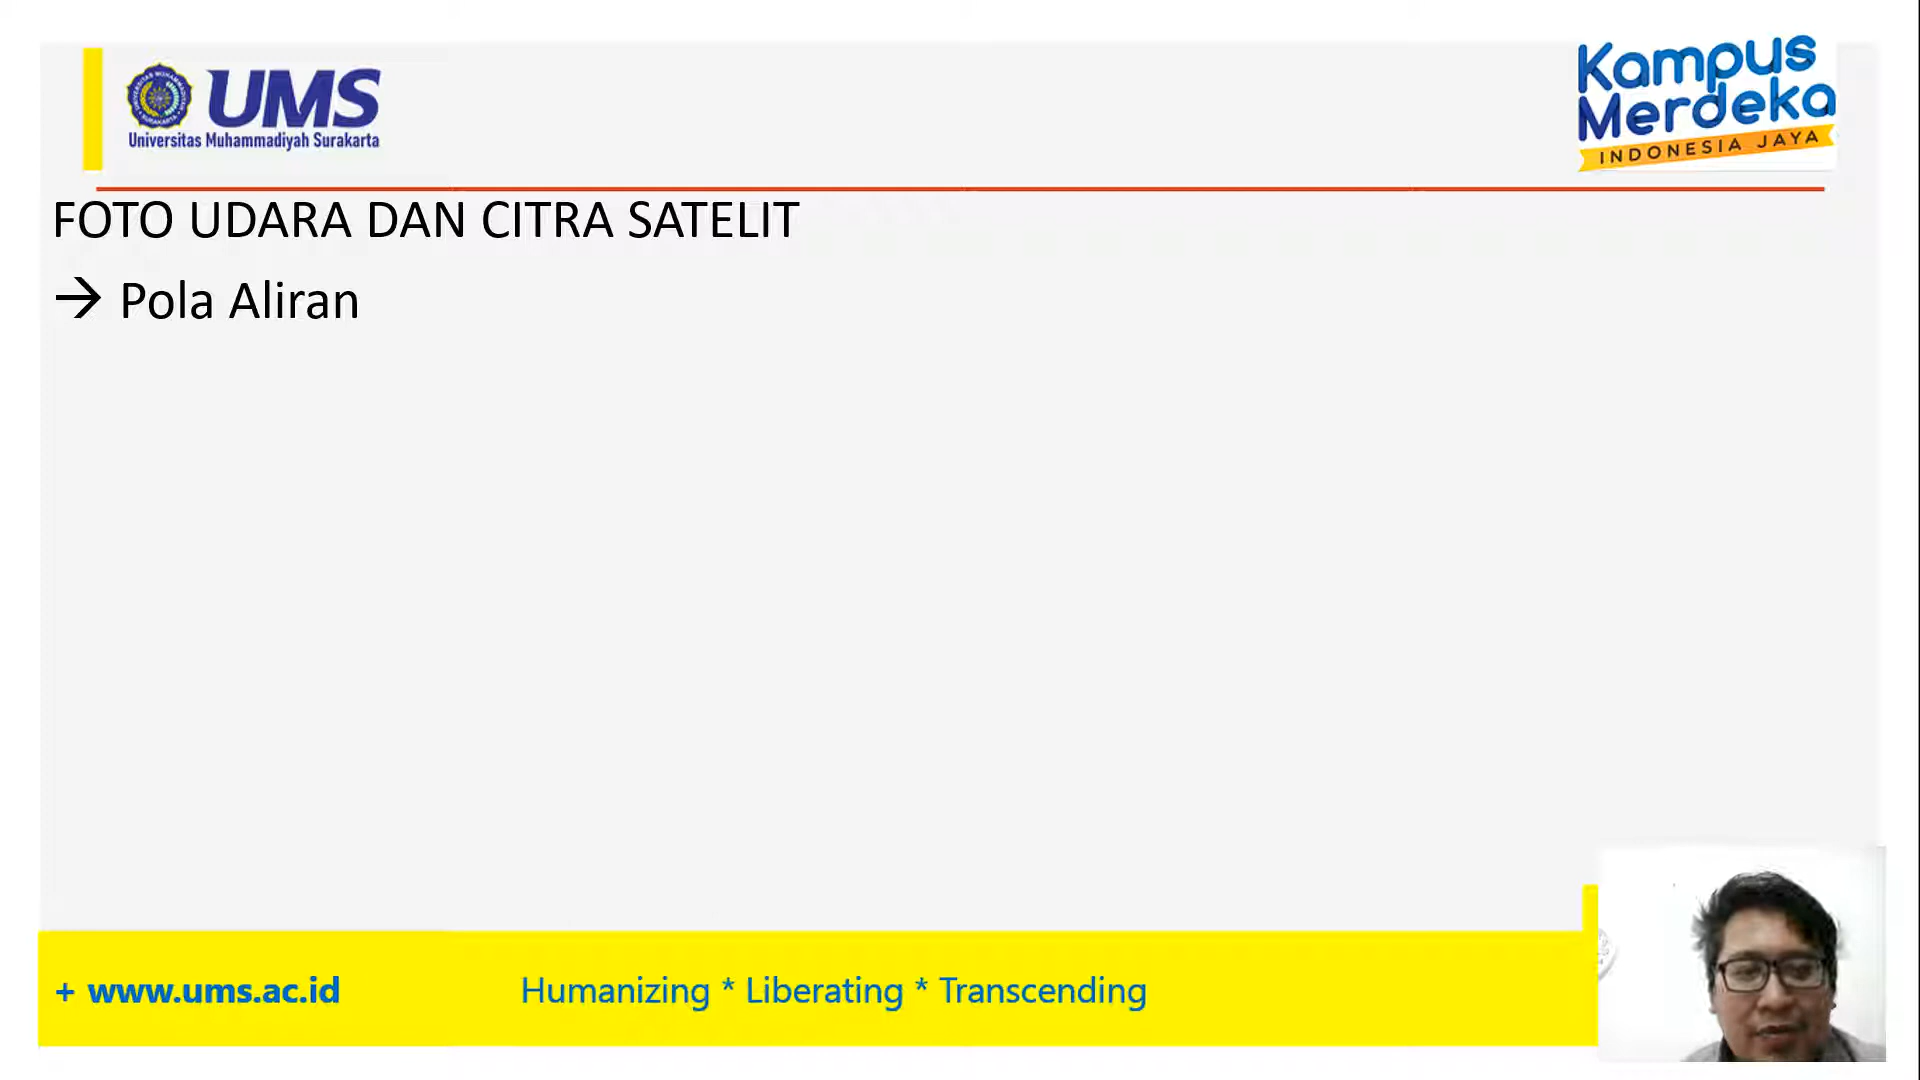 UMS
Universitas Muhammadiyah Surakarta
Kampus
Merdeka
INDONESIA JAYA
FOTO UDARA DAN CITRA SATELIT
→ Pola Aliran
+ www.ums.ac.id
Humanizing * Liberating * Transcending